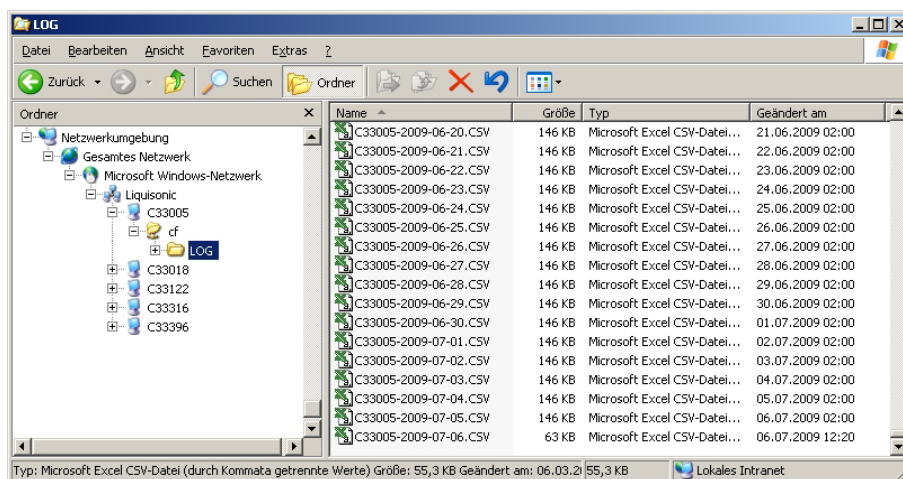 LOG
Datei Bearbeiten Ansicht Favoriten Extras ?
Zurück Suchen Ordner
Ordner
Name Größe Typ Geändert am
Netzwerkumgebung
Gesamtes Netzwerk
Microsoft Windows-Netzwerk
Liquisonic
C33005
cf
LOG
C33018
C33122
C33316
C33396
C33005-2009-06-20.CSV 146 KB Microsoft Excel CSV-Datei... 21.06.2009 02:00
C33005-2009-06-21.CSV 146 KB Microsoft Excel CSV-Datei... 22.06.2009 02:00
C33005-2009-06-22.CSV 146 KB Microsoft Excel CSV-Datei... 23.06.2009 02:00
C33005-2009-06-23.CSV 146 KB Microsoft Excel CSV-Datei... 24.06.2009 02:00
C33005-2009-06-24.CSV 146 KB Microsoft Excel CSV-Datei... 25.06.2009 02:00
C33005-2009-06-25.CSV 146 KB Microsoft Excel CSV-Datei... 26.06.2009 02:00
C33005-2009-06-26.CSV 146 KB Microsoft Excel CSV-Datei... 27.06.2009 02:00
C33005-2009-06-27.CSV 146 KB Microsoft Excel CSV-Datei... 28.06.2009 02:00
C33005-2009-06-28.CSV 146 KB Microsoft Excel CSV-Datei... 29.06.2009 02:00
C33005-2009-06-29.CSV 146 KB Microsoft Excel CSV-Datei... 30.06.2009 02:00
C33005-2009-06-30.CSV 146 KB Microsoft Excel CSV-Datei... 01.07.2009 02:00
C33005-2009-07-01.CSV 146 KB Microsoft Excel CSV-Datei... 02.07.2009 02:00
C33005-2009-07-02.CSV 146 KB Microsoft Excel CSV-Datei... 03.07.2009 02:00
C33005-2009-07-03.CSV 146 KB Microsoft Excel CSV-Datei... 04.07.2009 02:00
C33005-2009-07-04.CSV 146 KB Microsoft Excel CSV-Datei... 05.07.2009 02:00
C33005-2009-07-05.CSV 146 KB Microsoft Excel CSV-Datei... 06.07.2009 02:00
C33005-2009-07-06.CSV 63 KB Microsoft Excel CSV-Datei... 06.07.2009 12:20
Typ: Microsoft Excel CSV-Datei (durch Kommata getrennte Werte) Größe: 55,3 KB Geändert am: 06.03.2 55,3 KB Lokales Intranet